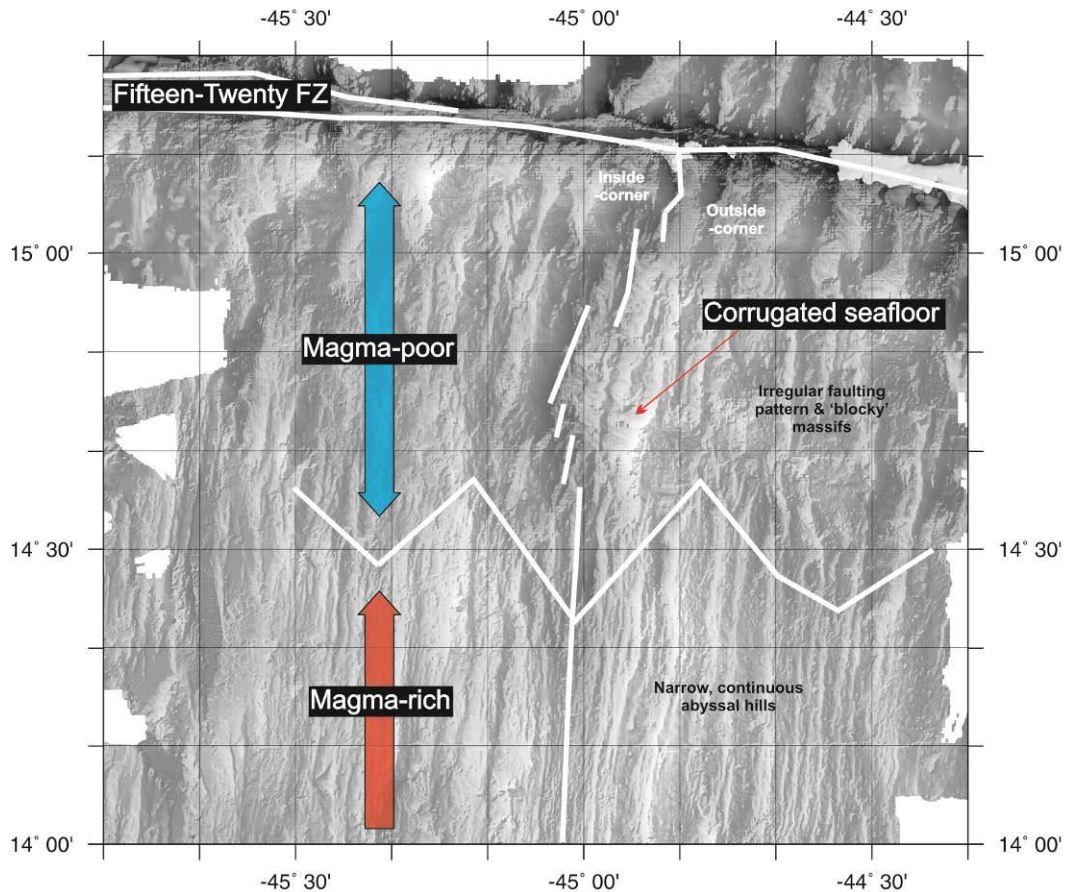 -45˚ 30'
-45˚ 00'
-44˚ 30'
Fifteen-Twenty FZ
Inside
-corner
Outside
-corner
15˚ 00'
15˚ 00'
Corrugated seafloor
Magma-poor
Irregular faulting
pattern & ‘blocky’
massifs
14˚ 30'
14˚ 30'
Magma-rich
Narrow, continuous
abyssal hills
14˚ 00'
14˚ 00'
-45˚ 30'
-45˚ 00'
-44˚ 30'